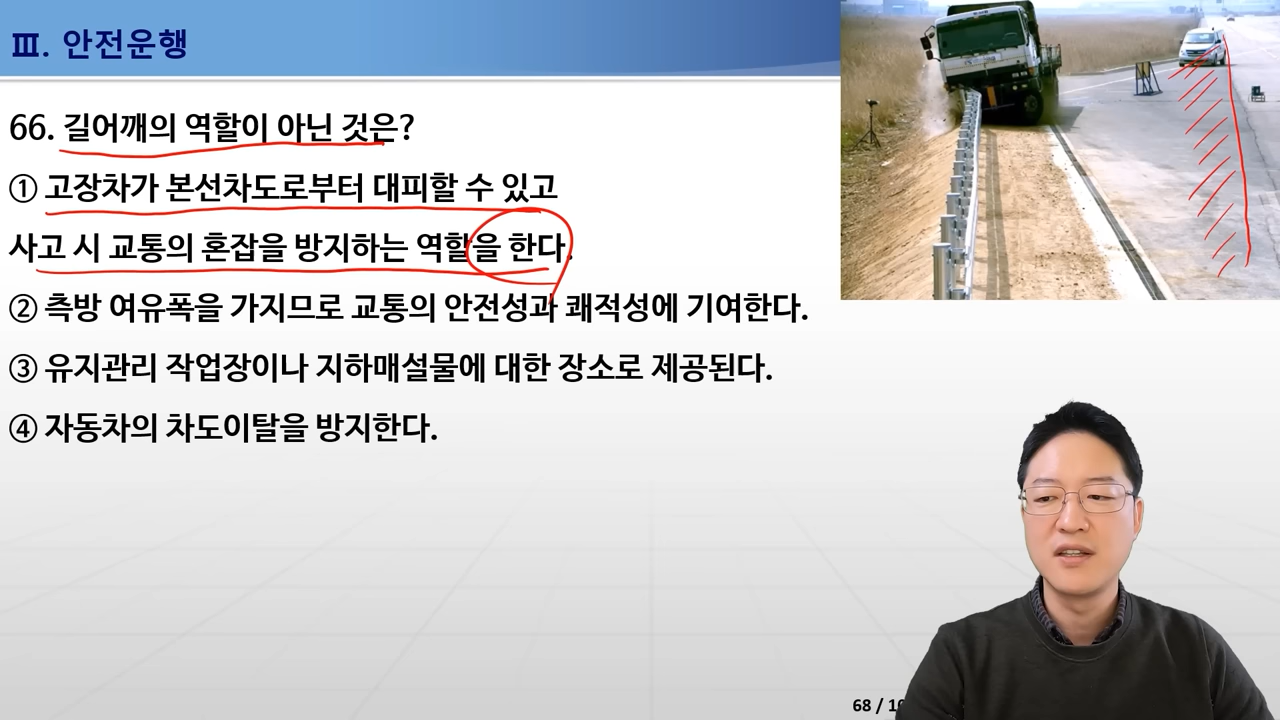 Ⅲ. 안전운행
66. 길어깨의 역할이 아닌 것은?
① 고장차가 본선차도로부터 대피할 수 있고
사고 시 교통의 혼잡을 방지하는 역할을 한다.
② 측방 여유폭을 가지므로 교통의 안전성과 쾌적성에 기여한다.
③ 유지관리 작업장이나 지하매설물에 대한 장소로 제공된다.
④ 자동차의 차도이탈을 방지한다.
68 /